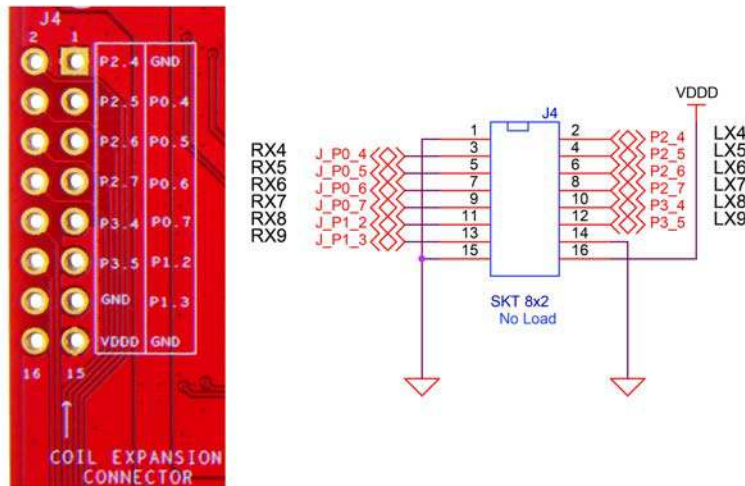 J4
2 1
P2.4 GND
P2.5 P0.4
P2.6 P0.5
P2.7 P0.6
P3.4 P0.7
P3.5 P1.2
GND P1.3
VDDD GND
16 15
COIL EXPANSION
CONNECTOR
VDDD
J4
1 2 P2_4 LX4
RX4 J_P0_4 3 4 P2_5 LX5
RX5 J_P0_5 5 6 P2_6 LX6
RX6 J_P0_6 7 8 P2_7 LX7
RX7 J_P0_7 9 10 P3_4 LX8
RX8 J_P1_2 11 12 P3_5 LX9
RX9 J_P1_3 13 14
15 16
SKT 8x2
No Load